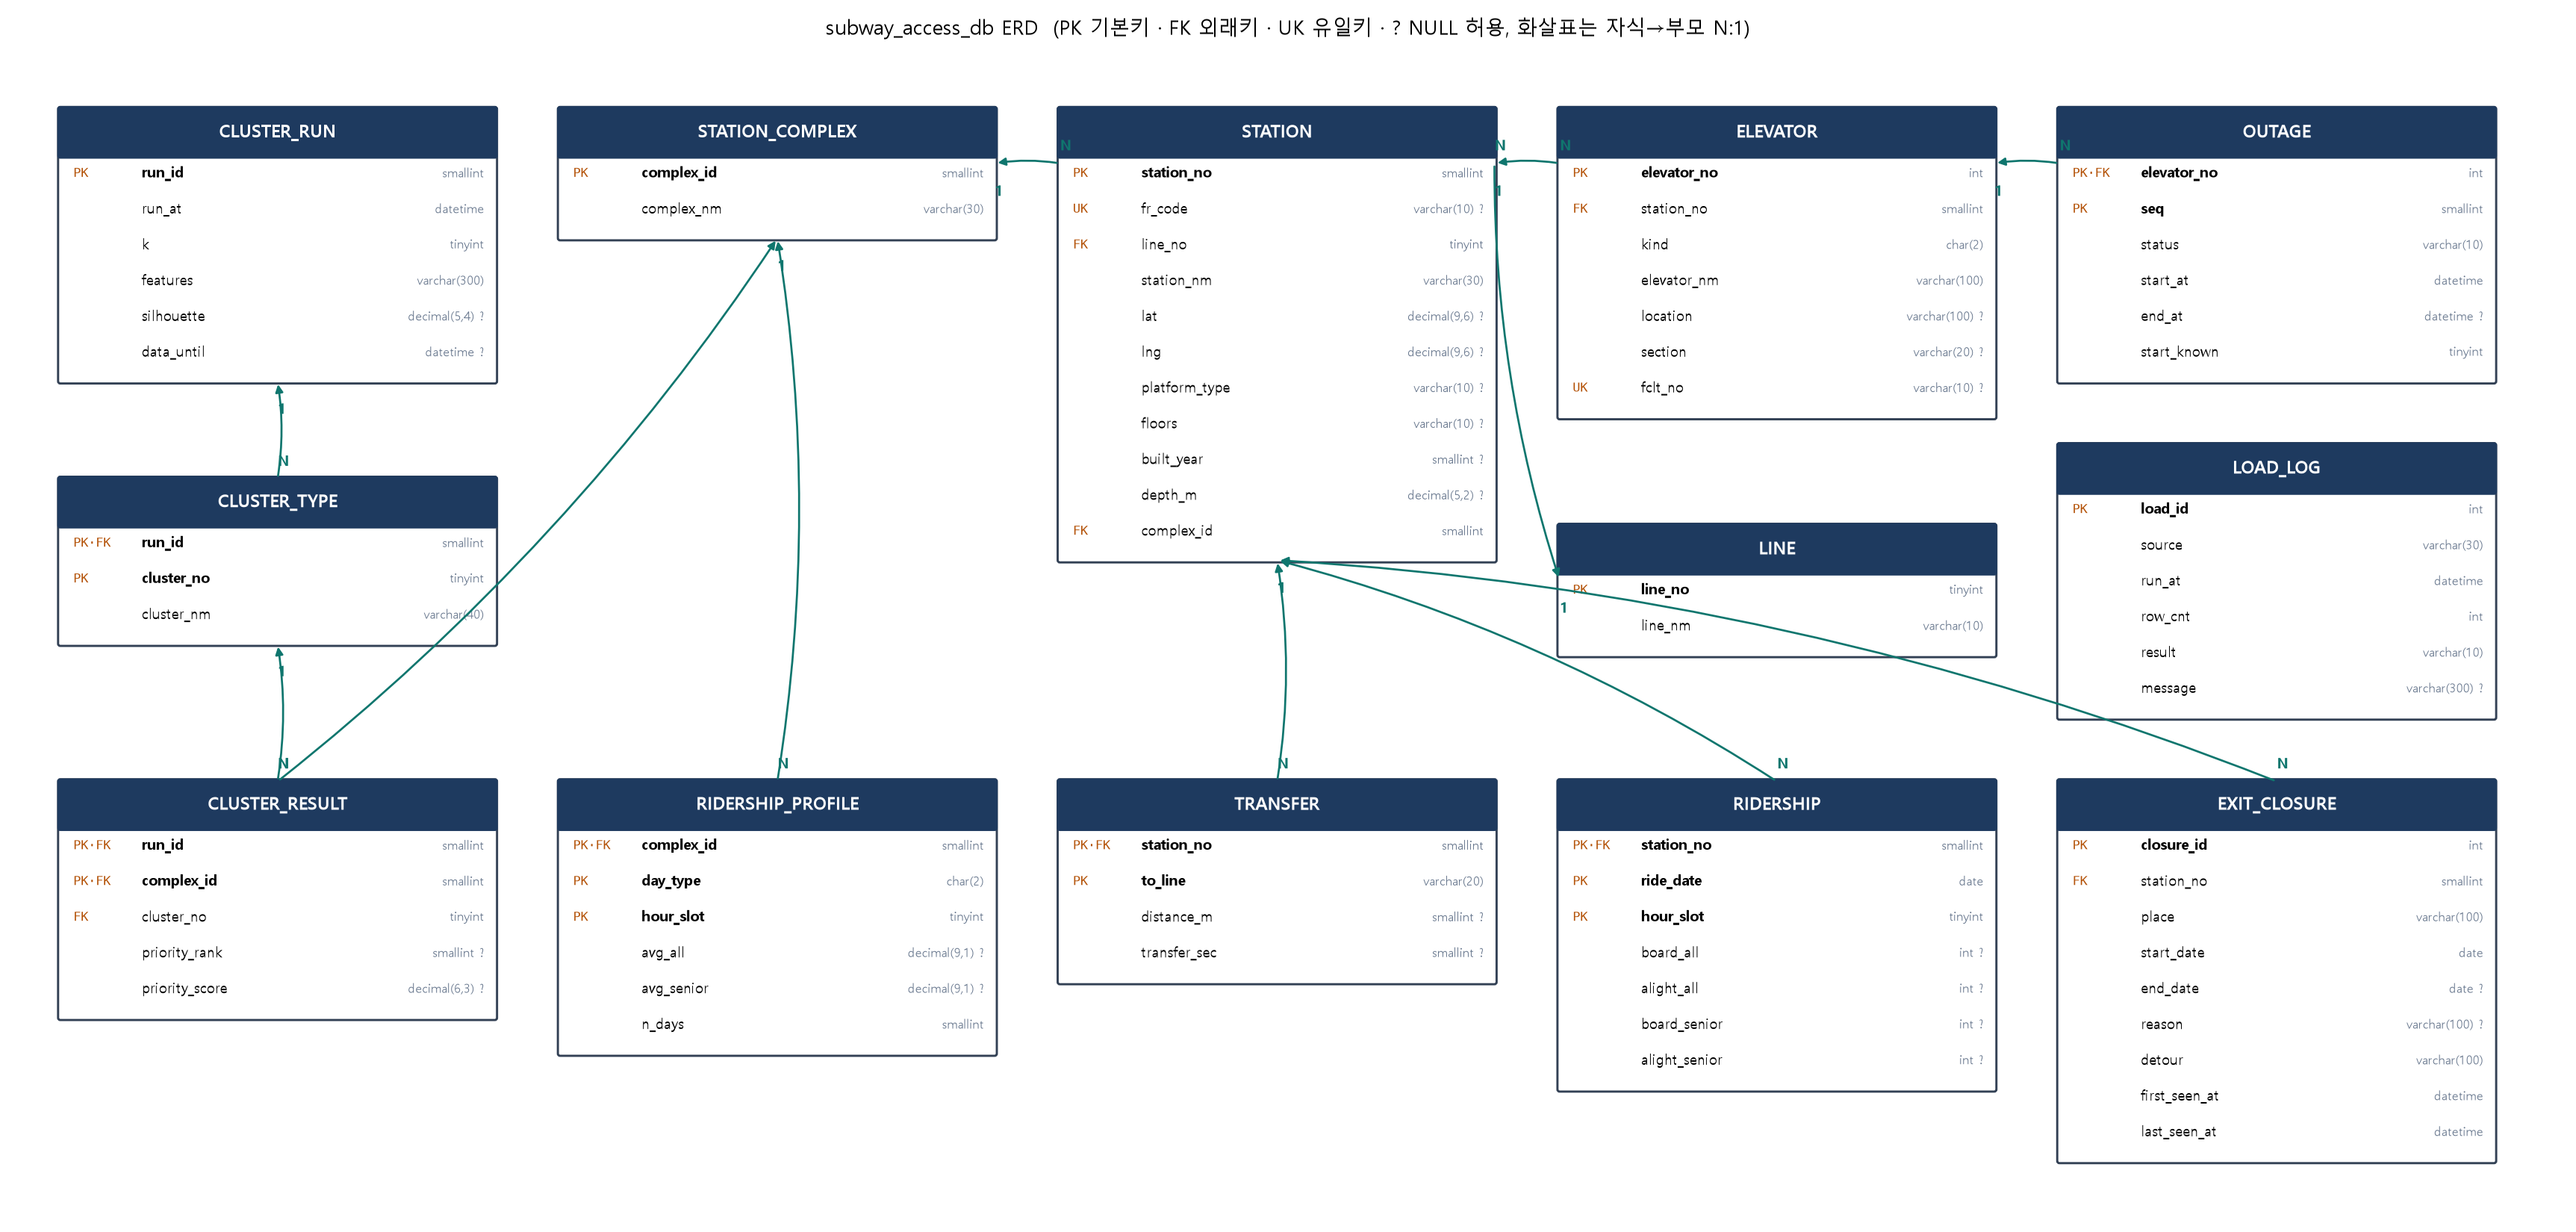 subway_access_db ERD (PK 기본키 · FK 외래키 · UK 유일키 · ? NULL 허용, 화살표는 자식→부모 N:1)
CLUSTER_RUN
PK run_id smallint
run_at datetime
k tinyint
features varchar(300)
silhouette decimal(5,4) ?
data_until datetime ?
1
N
STATION_COMPLEX
PK complex_id smallint
complex_nm varchar(30)
1
1
N
STATION
PK station_no smallint
UK fr_code varchar(10) ?
FK line_no tinyint
station_nm varchar(30)
lat decimal(9,6) ?
lng decimal(9,6) ?
platform_type varchar(10) ?
floors varchar(10) ?
built_year smallint ?
depth_m decimal(5,2) ?
FK complex_id smallint
N
1
1
N
ELEVATOR
PK elevator_no int
FK station_no smallint
kind char(2)
elevator_nm varchar(100)
location varchar(100) ?
section varchar(20) ?
UK fclt_no varchar(10) ?
1
N
OUTAGE
PK·FK elevator_no int
PK seq smallint
status varchar(10)
start_at datetime
end_at datetime ?
start_known tinyint
CLUSTER_TYPE
PK·FK run_id smallint
PK cluster_no tinyint
cluster_nm varchar(40)
1
LINE
PK line_no tinyint
1
line_nm varchar(10)
LOAD_LOG
PK load_id int
source varchar(30)
run_at datetime
row_cnt int
result varchar(10)
message varchar(300) ?
N
CLUSTER_RESULT
PK·FK run_id smallint
PK·FK complex_id smallint
FK cluster_no tinyint
priority_rank smallint ?
priority_score decimal(6,3) ?
N
RIDERSHIP_PROFILE
PK·FK complex_id smallint
PK day_type char(2)
PK hour_slot tinyint
avg_all decimal(9,1) ?
avg_senior decimal(9,1) ?
n_days smallint
N
TRANSFER
PK·FK station_no smallint
PK to_line varchar(20)
distance_m smallint ?
transfer_sec smallint ?
N
RIDERSHIP
PK·FK station_no smallint
PK ride_date date
PK hour_slot tinyint
board_all int ?
alight_all int ?
board_senior int ?
alight_senior int ?
N
EXIT_CLOSURE
PK closure_id int
FK station_no smallint
place varchar(100)
start_date date
end_date date ?
reason varchar(100) ?
detour varchar(100)
first_seen_at datetime
last_seen_at datetime